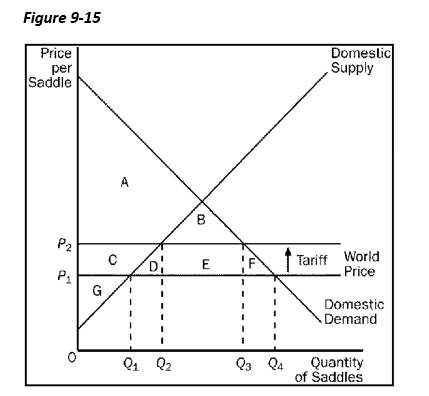 Figure 9-15
Price
per
Saddle
Domestic
Supply
A
B
P2
C
D
E
F
Tariff
World
Price
P1
G
Domestic
Demand
O
Q1
Q2
Q3
Q4
Quantity
of Saddles